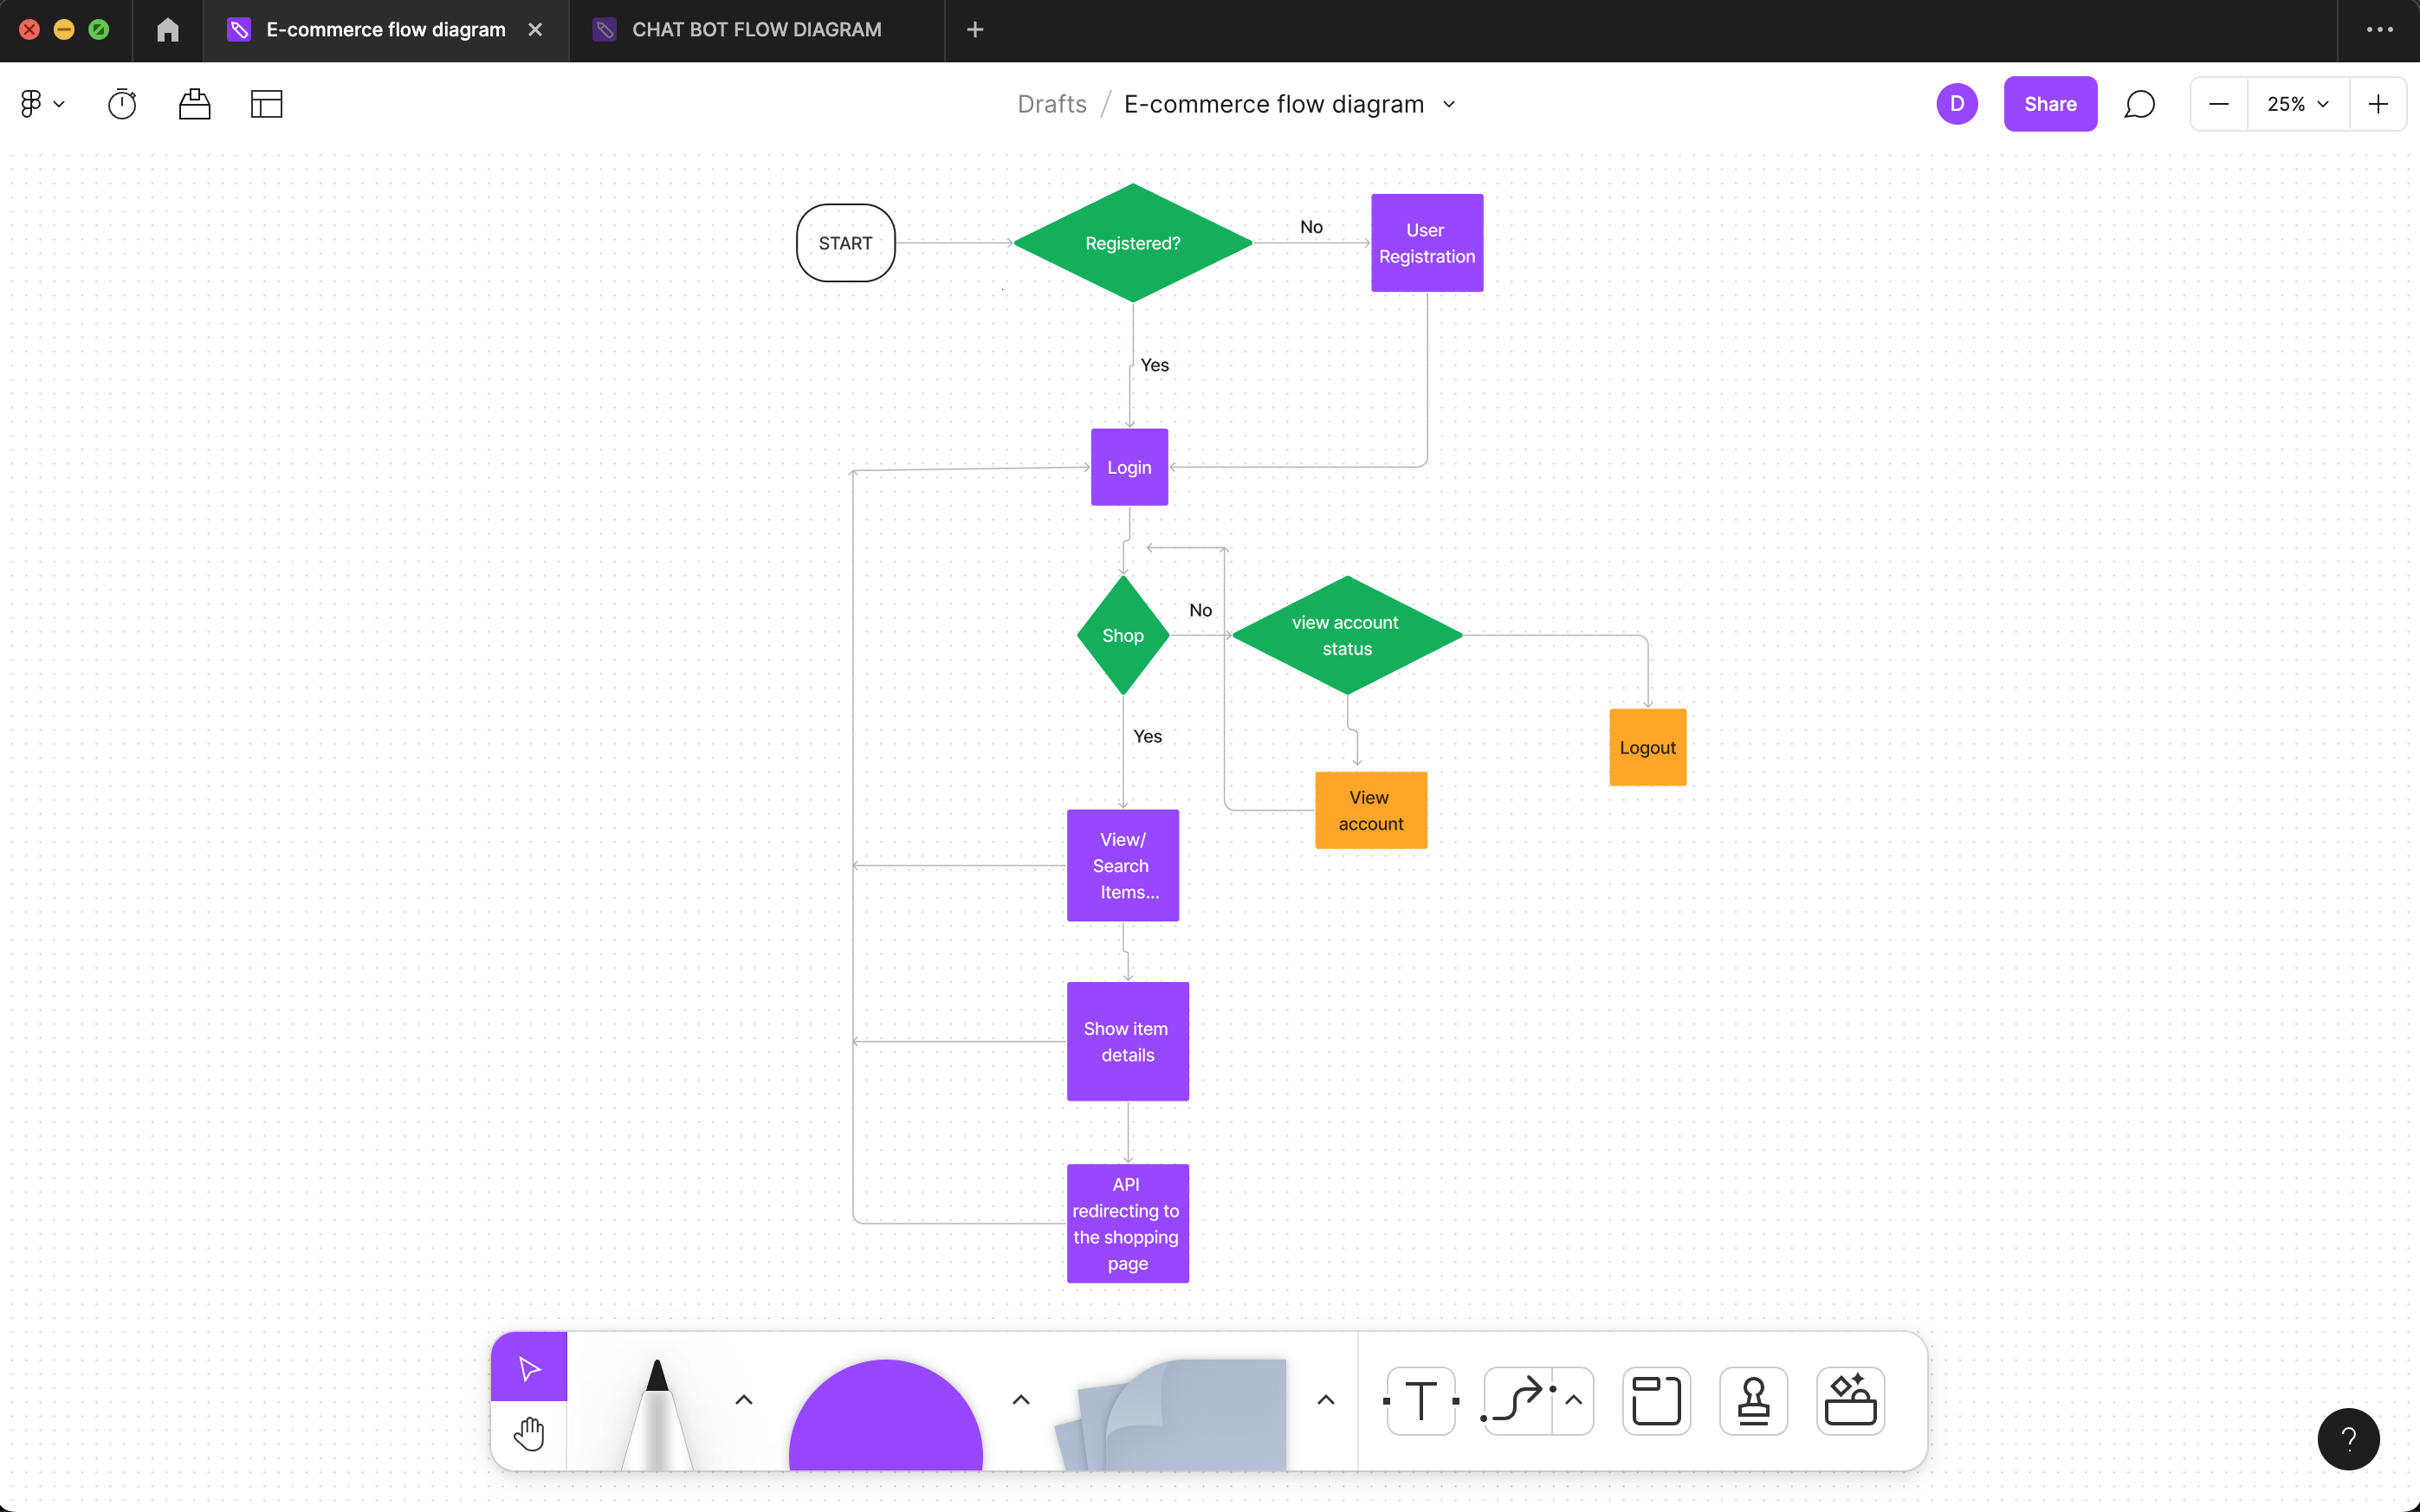 E-commerce flow diagram
CHAT BOT FLOW DIAGRAM
Drafts / E-commerce flow diagram
D
Share
25%
START
Registered?
No
User
Registration
Yes
Login
Shop
No
view account
status
Yes
Logout
View
account
View/
Search
Items...
Show item
details
API
redirecting to
the shopping
page
T
?